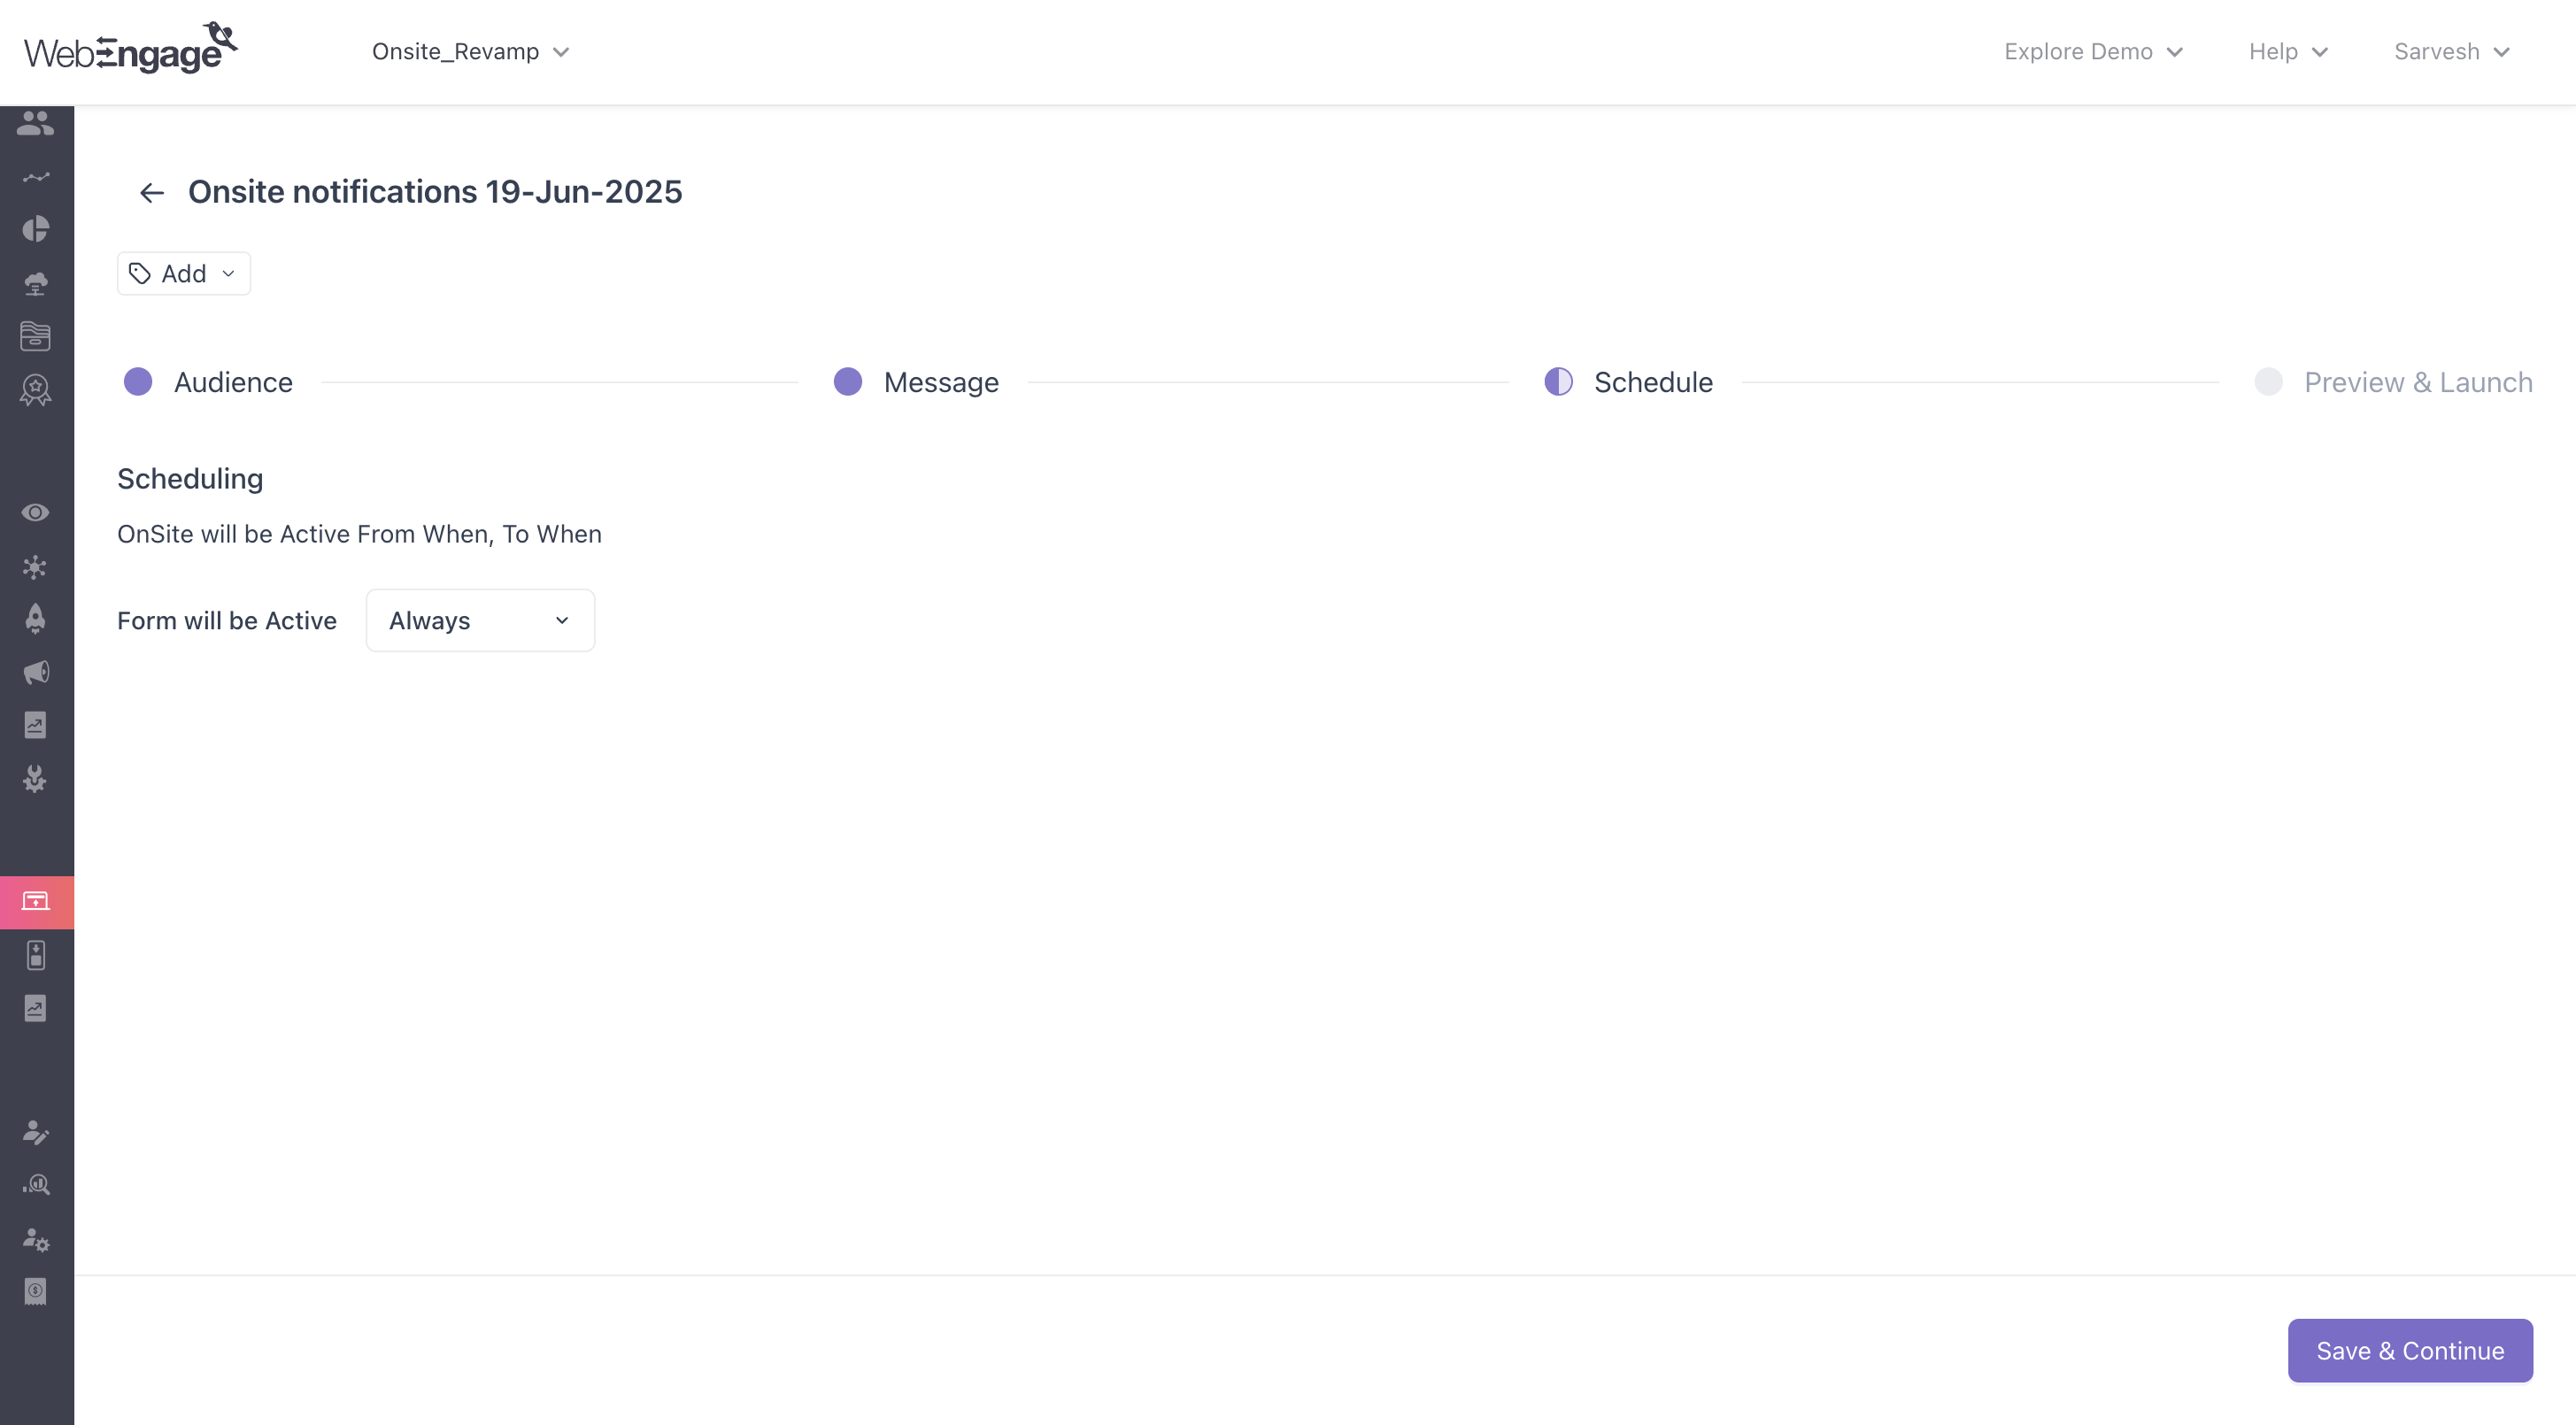 WebEngage
Onsite_Revamp
Explore Demo
Help
Sarvesh
Onsite notifications 19-Jun-2025
Add
Audience
Message
Schedule
Preview & Launch
Scheduling
OnSite will be Active From When, To When
Form will be Active
Always
Save & Continue